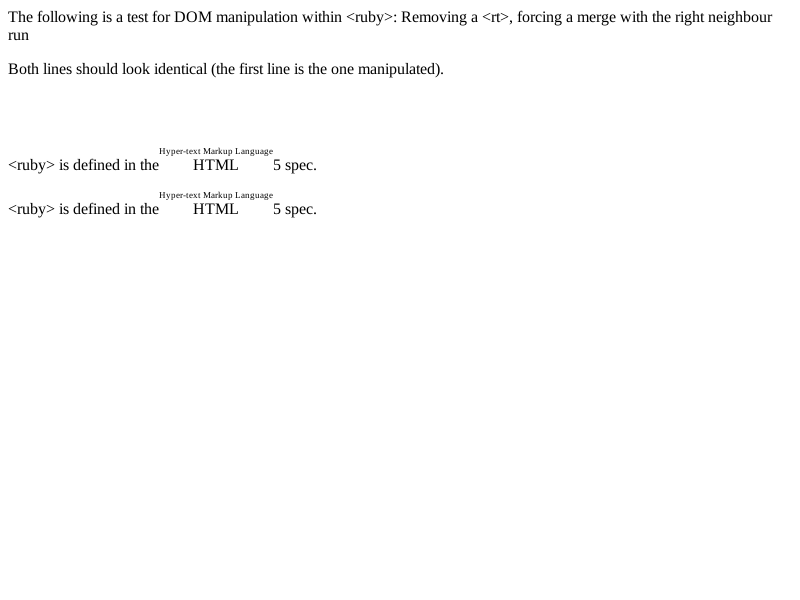 The following is a test for DOM manipulation within <ruby>: Removing a <rt>, forcing a merge with the right neighbour
run
Both lines should look identical (the first line is the one manipulated).
Hyper-text Markup Language
<ruby> is defined in the HTML 5 spec.
Hyper-text Markup Language
<ruby> is defined in the HTML 5 spec.